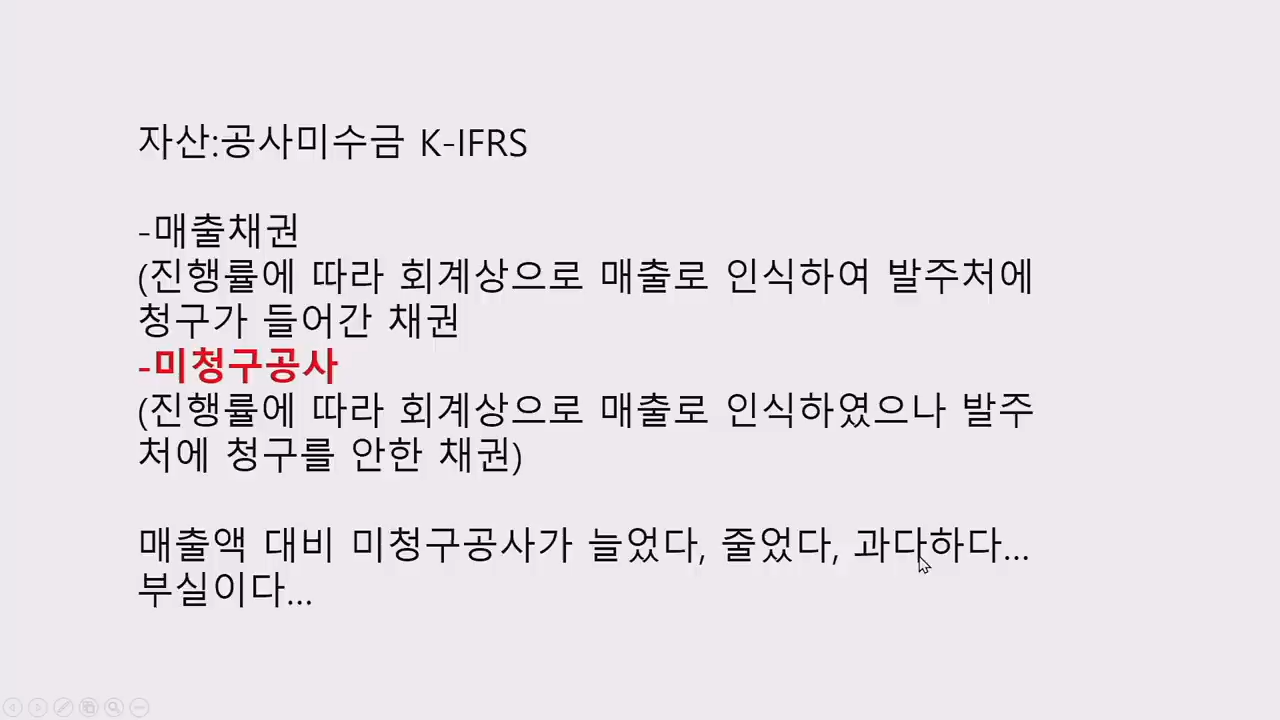 자산:공사미수금 K-IFRS
-매출채권
(진행률에 따라 회계상으로 매출로 인식하여 발주처에
청구가 들어간 채권
-미청구공사
(진행률에 따라 회계상으로 매출로 인식하였으나 발주
처에 청구를 안한 채권)
매출액 대비 미청구공사가 늘었다, 줄었다, 과다하다...
부실이다...